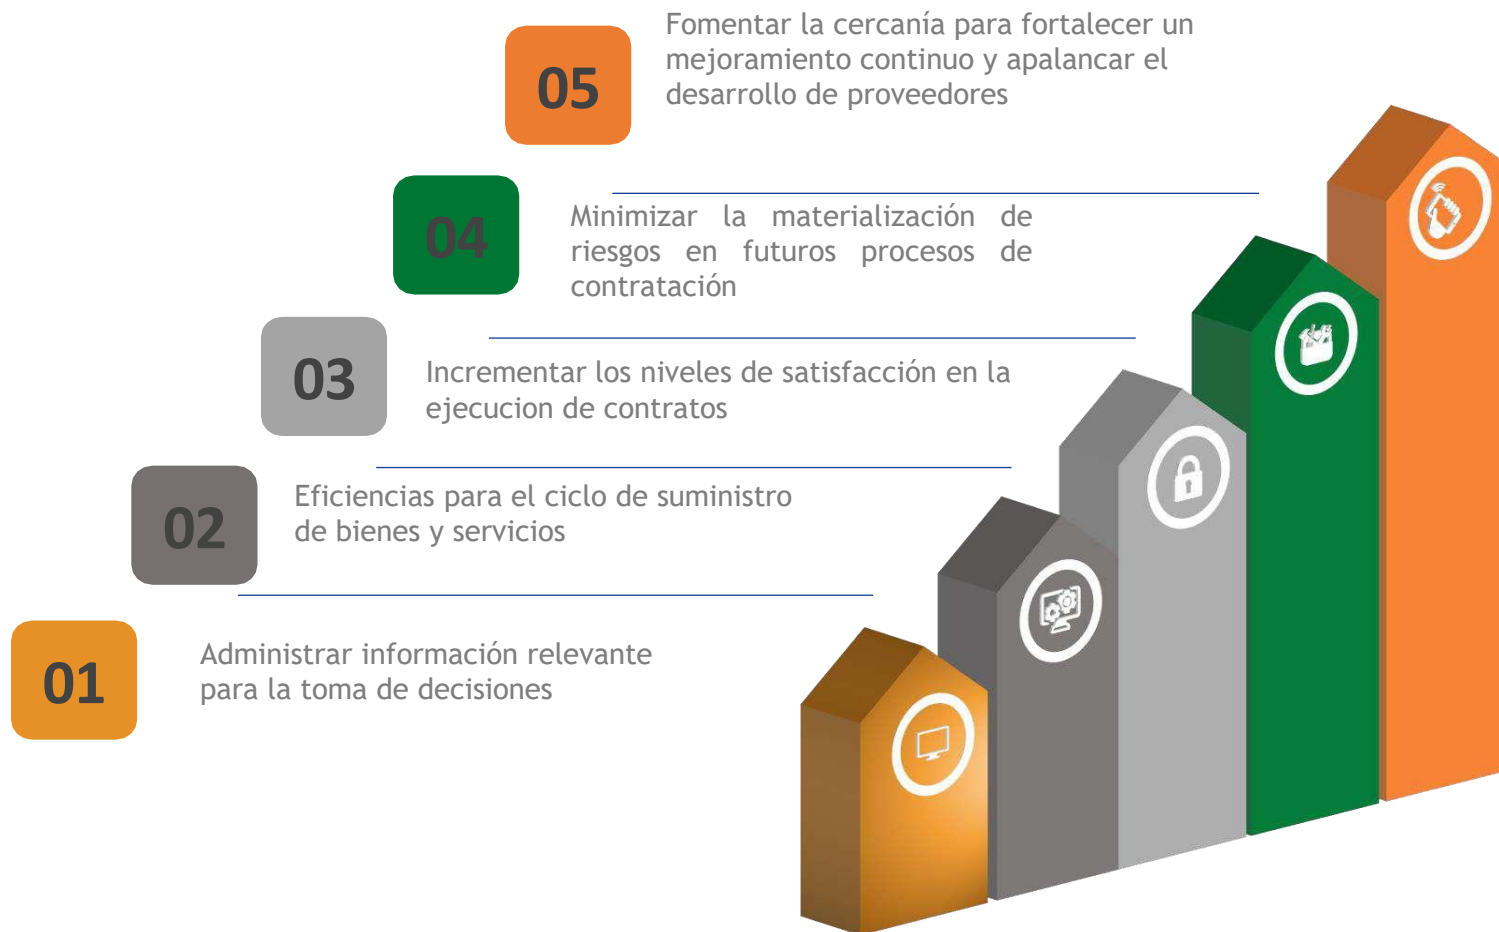 05
Fomentar la cercanía para fortalecer un
mejoramiento continuo y apalancar el
desarrollo de proveedores
04
Minimizar la materialización de
riesgos en futuros procesos de
contratación
03
Incrementar los niveles de satisfacción en la
ejecucion de contratos
02
Eficiencias para el ciclo de suministro
de bienes y servicios
01
Administrar información relevante
para la toma de decisiones